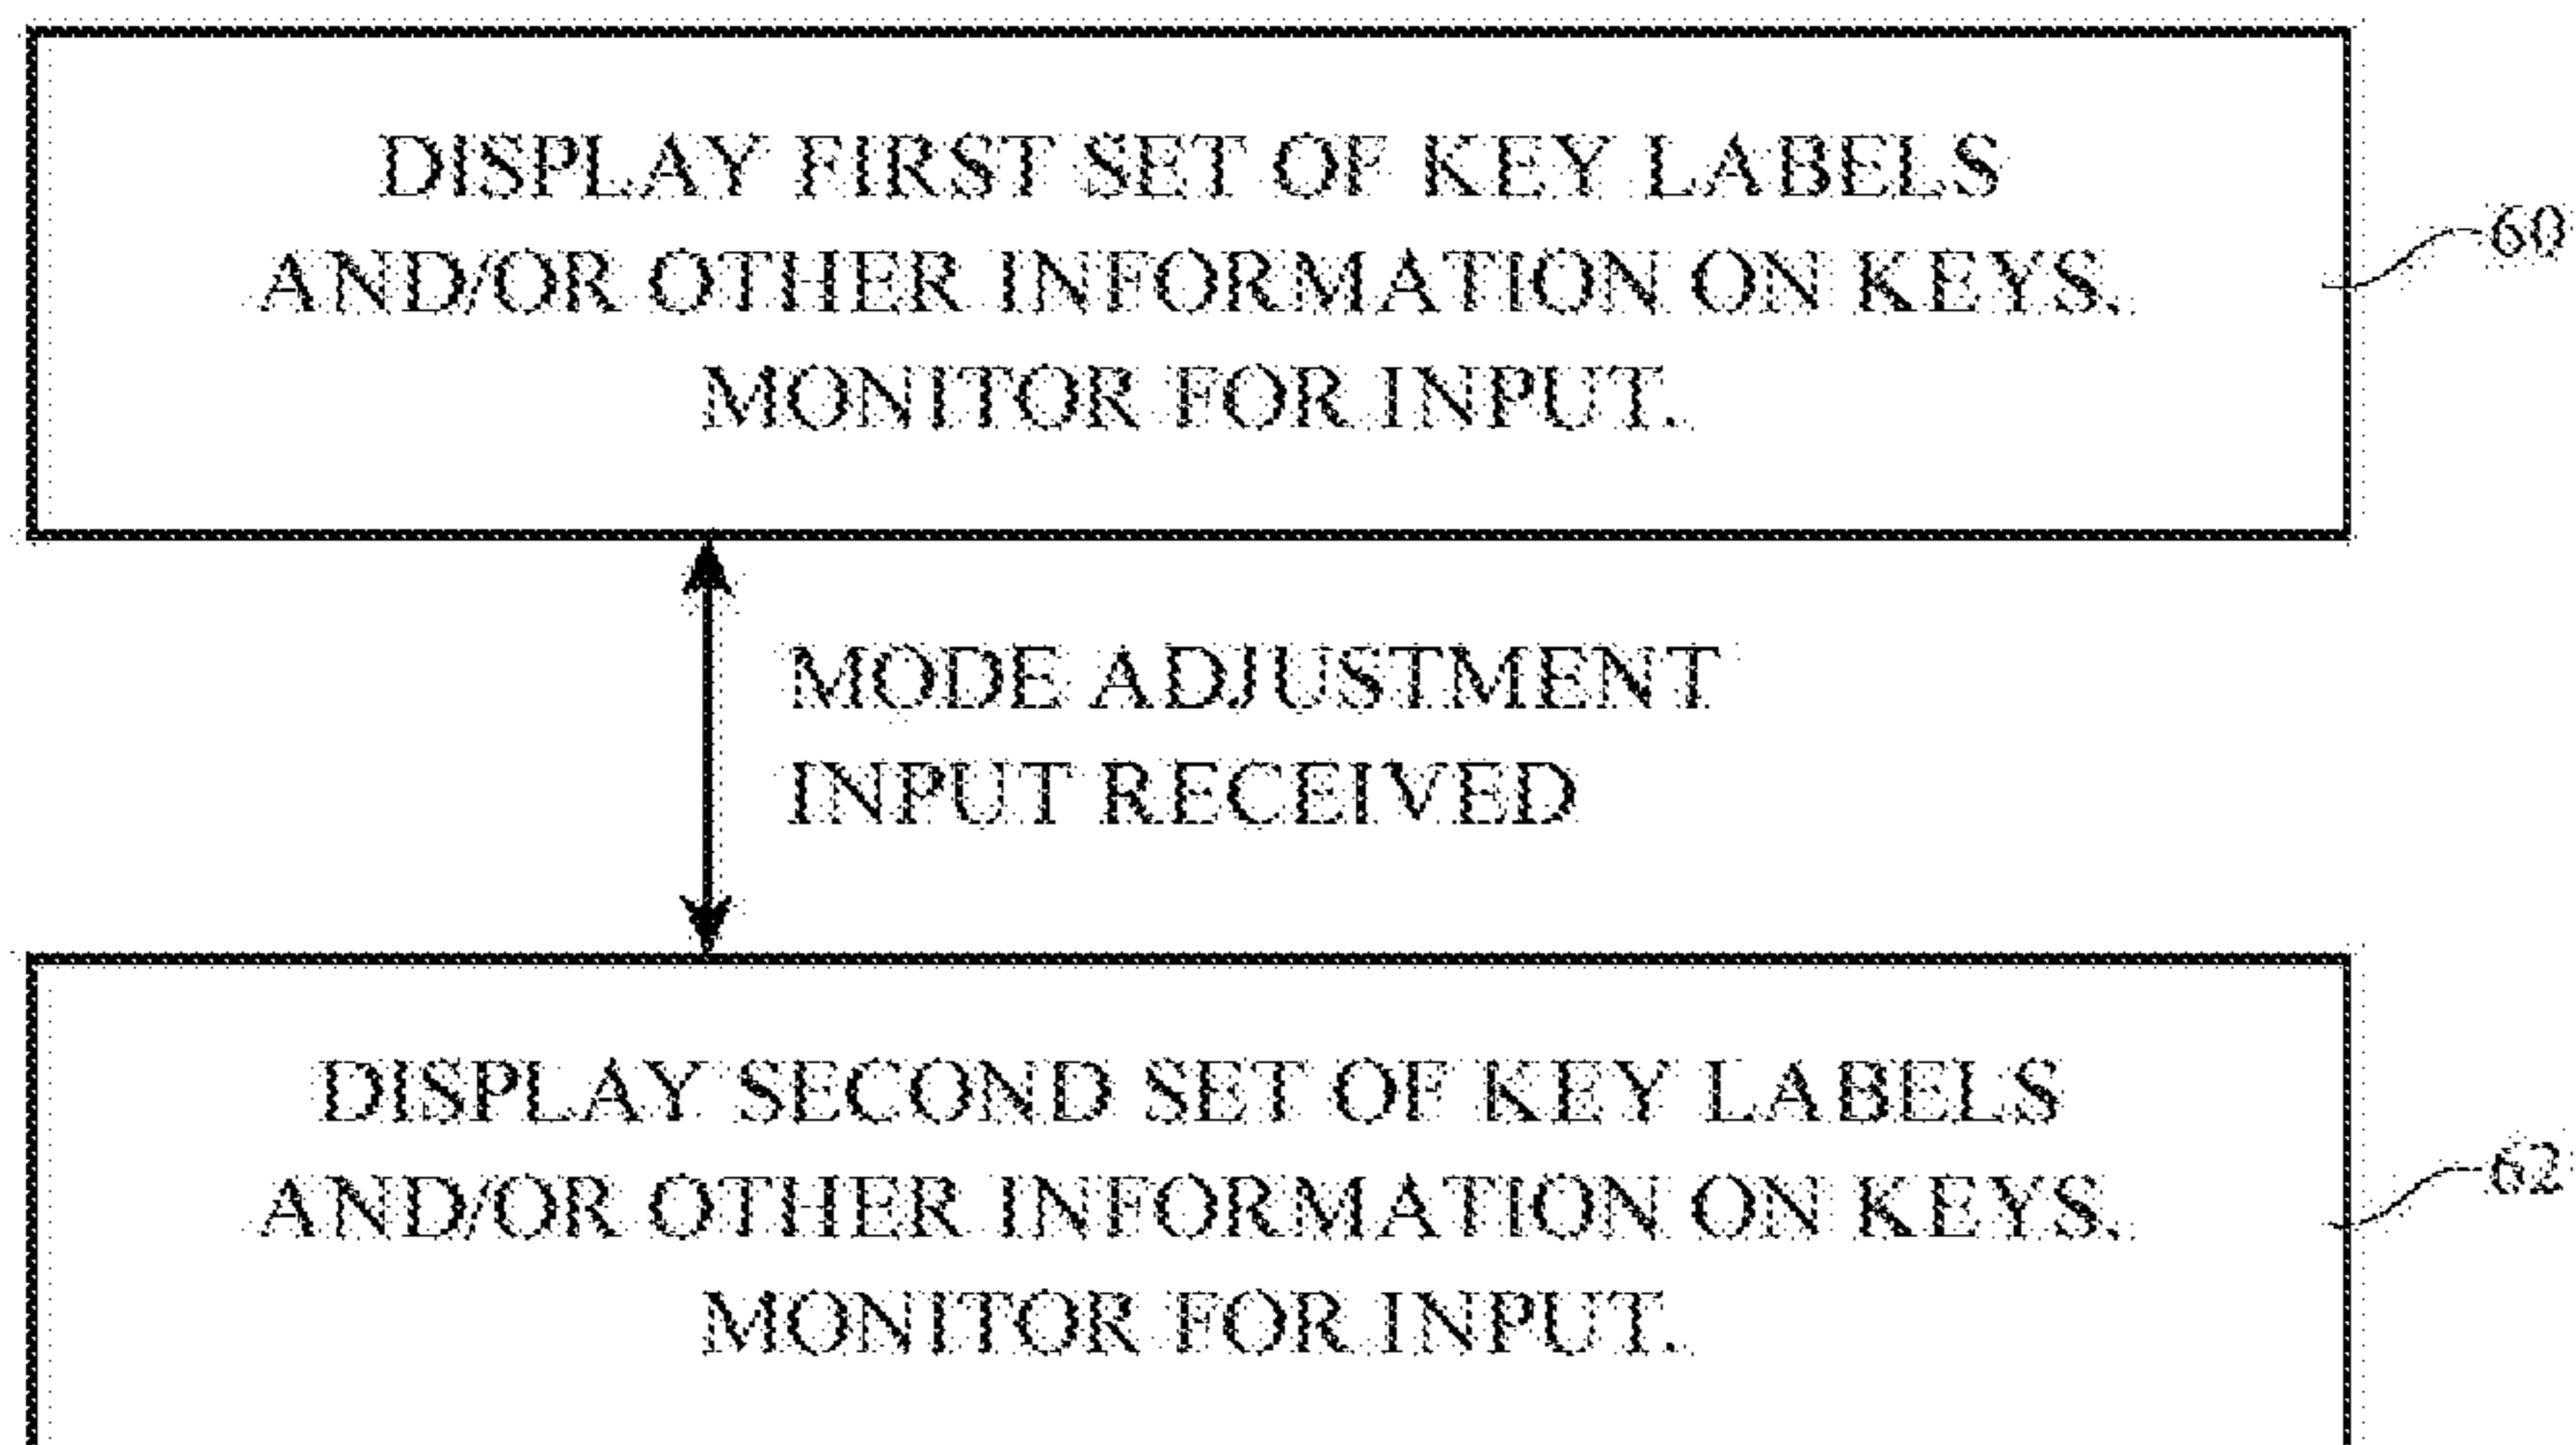 DISPLAY FIRST SET OF KEY LABELS
AND/OR OTHER INFORMATION ON KEYS.
MONITOR FOR INPUT.
60
MODE ADJUSTMENT
INPUT RECEIVED
DISPLAY SECOND SET OF KEY LABELS
AND/OR OTHER INFORMATION ON KEYS.
MONITOR FOR INPUT.
62